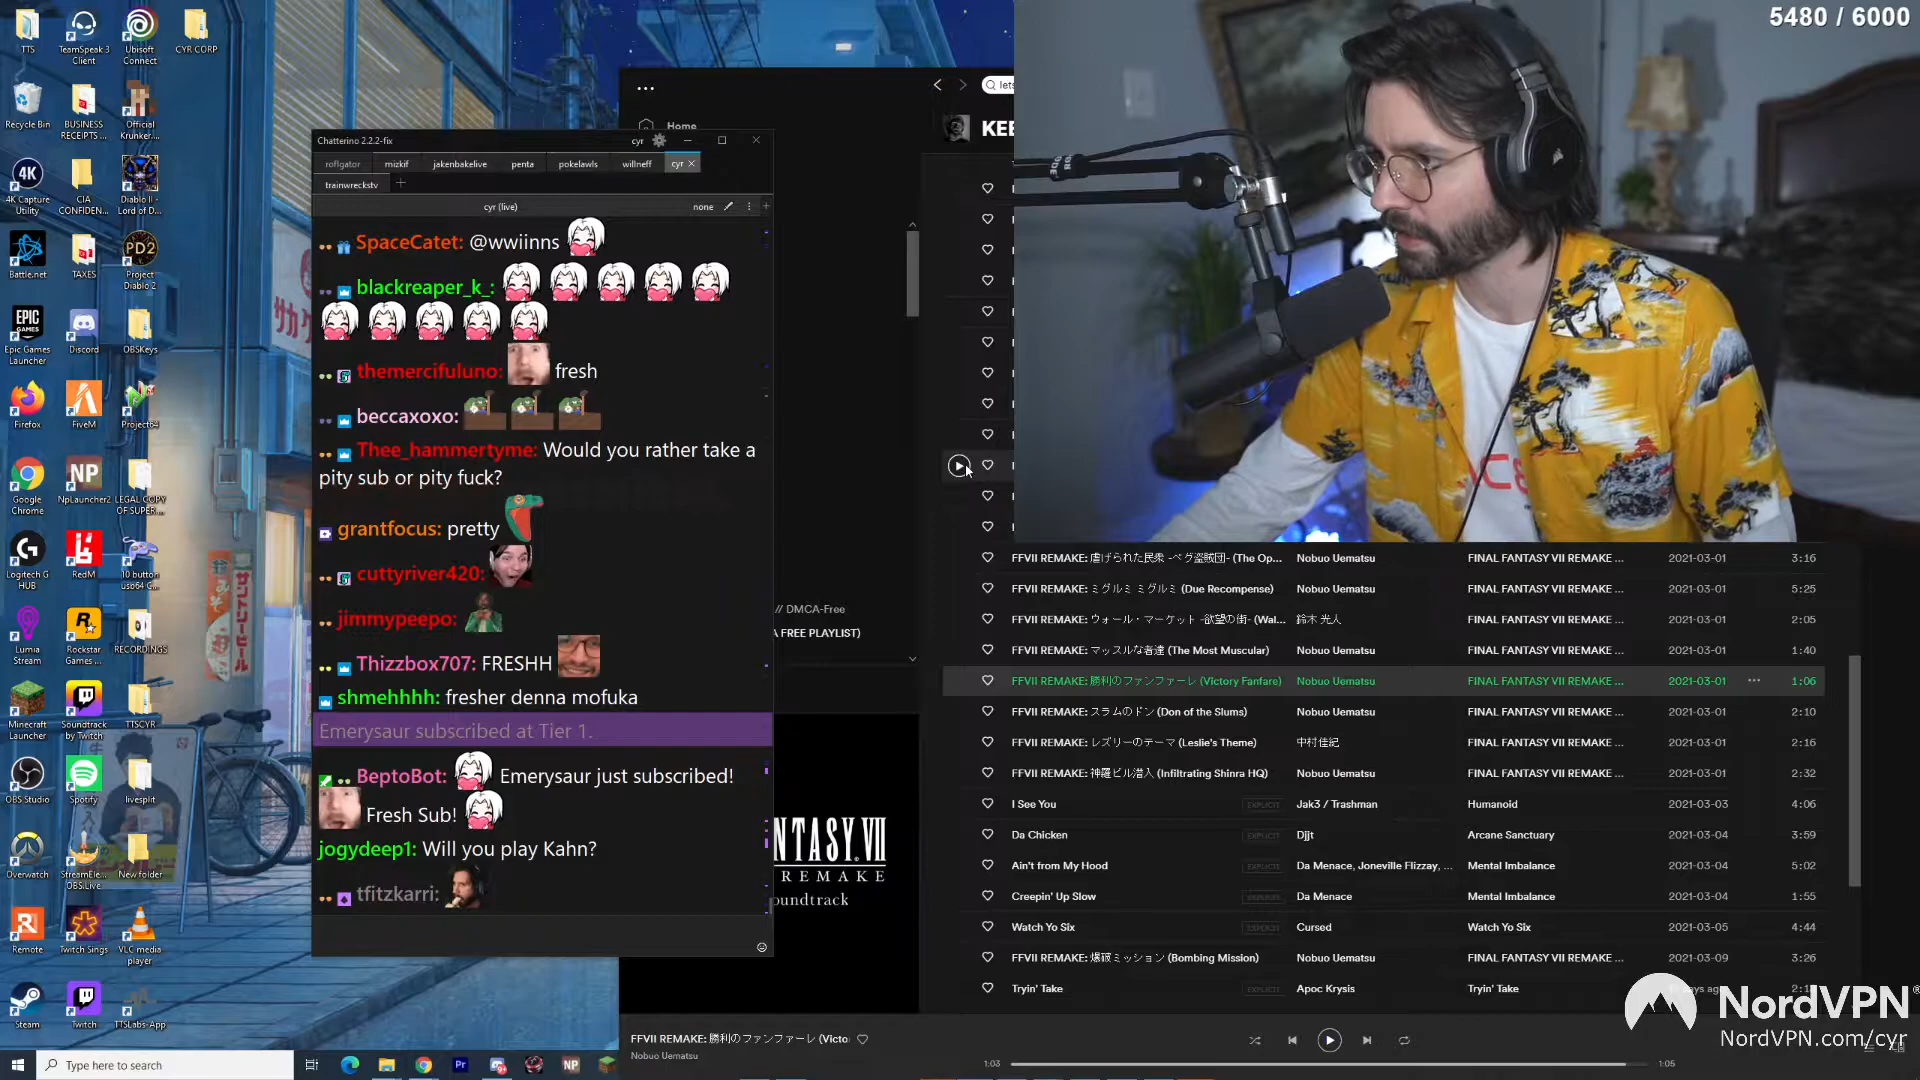 5480 / 6000
TTS
TeamSpeak 3
Client
Ubisoft
Connect
CYR CORP
Recycle Bin
BUSINESS
RECEIPTS ...
Official
Krunker...
4K Capture
Utility
CIA
CONFIDEN...
Diablo II -
Lord of D...
Battle.net
TAXES
Project
Diablo 2
Epic Games
Launcher
Discord
OBSKeys
Firefox
FiveM
Project64
Google
Chrome
NpLauncher2
LEGAL COPY
OF SUPER...
Logitech G
HUB
RedM
10 button
usb64 C...
Lumia
Stream
Rockstar
Games ...
RECORDINGS
Minecraft
Launcher
Soundtrack
by Twitch
TTSCYR
OBS Studio
Spotify
livesplit
Overwatch
StreamEle...
OBS.Live
New folder
Remote
Twitch Sings
VLC media
player
Steam
Twitch
TTSLabs-App
Type here to search
Home
lets
KEE
Chatterino 2.2.2-fix
cyr
roflgator
mizkif
jakenbakelive
penta
pokelawls
willneff
cyr
trainwreckstv
cyr (live)
none
SpaceCatet: @wwiinns
blackreaper_k_:
themercifuluno: fresh
beccaxoxo:
Thee_hammertyme: Would you rather take a
pity sub or pity fuck?
grantfocus: pretty
cuttyriver420:
jimmypeepo:
Thizzbox707: FRESHH
shmehhhh: fresher denna mofuka
Emerysaur subscribed at Tier 1.
BeptoBot: Emerysaur just subscribed!
Fresh Sub!
jogydeep1: Will you play Kahn?
tfitzkarri:
// DMCA-Free
A FREE PLAYLIST)
NTASY VII
REMAKE
oundtrack
FFVII REMAKE: 虐げられた民衆 -ベグ盗賊団- (The Op... Nobuo Uematsu FINAL FANTASY VII REMAKE ... 2021-03-01 3:16
FFVII REMAKE: ミグルミ ミグルミ (Due Recompense) Nobuo Uematsu FINAL FANTASY VII REMAKE ... 2021-03-01 5:25
FFVII REMAKE: ウォール・マーケット -欲望の街- (Wal... 鈴木 光人 FINAL FANTASY VII REMAKE ... 2021-03-01 2:05
FFVII REMAKE: マッスルな者達 (The Most Muscular) Nobuo Uematsu FINAL FANTASY VII REMAKE ... 2021-03-01 1:40
FFVII REMAKE: 勝利のファンファーレ (Victory Fanfare) Nobuo Uematsu FINAL FANTASY VII REMAKE ... 2021-03-01 1:06
FFVII REMAKE: スラムのドン (Don of the Slums) Nobuo Uematsu FINAL FANTASY VII REMAKE ... 2021-03-01 2:10
FFVII REMAKE: レズリーのテーマ (Leslie's Theme) 中村佳紀 FINAL FANTASY VII REMAKE ... 2021-03-01 2:16
FFVII REMAKE: 神羅ビル潜入 (Infiltrating Shinra HQ) Nobuo Uematsu FINAL FANTASY VII REMAKE ... 2021-03-01 2:32
I See You EXPLICIT Jak3 / Trashman Humanoid 2021-03-03 4:06
Da Chicken EXPLICIT Djjt Arcane Sanctuary 2021-03-04 3:59
Ain't from My Hood EXPLICIT Da Menace, Joneville Flizzay, ... Mental Imbalance 2021-03-04 5:02
Creepin' Up Slow EXPLICIT Da Menace Mental Imbalance 2021-03-04 1:55
Watch Yo Six EXPLICIT Cursed Watch Yo Six 2021-03-05 4:44
FFVII REMAKE: 爆破ミッション (Bombing Mission) Nobuo Uematsu FINAL FANTASY VII REMAKE ... 2021-03-09 3:26
Tryin' Take EXPLICIT Apoc Krysis Tryin' Take days ago
FFVII REMAKE: 勝利のファンファーレ (Victo
Nobuo Uematsu
1:03
1:05
NordVPN®
NordVPN.com/cyr